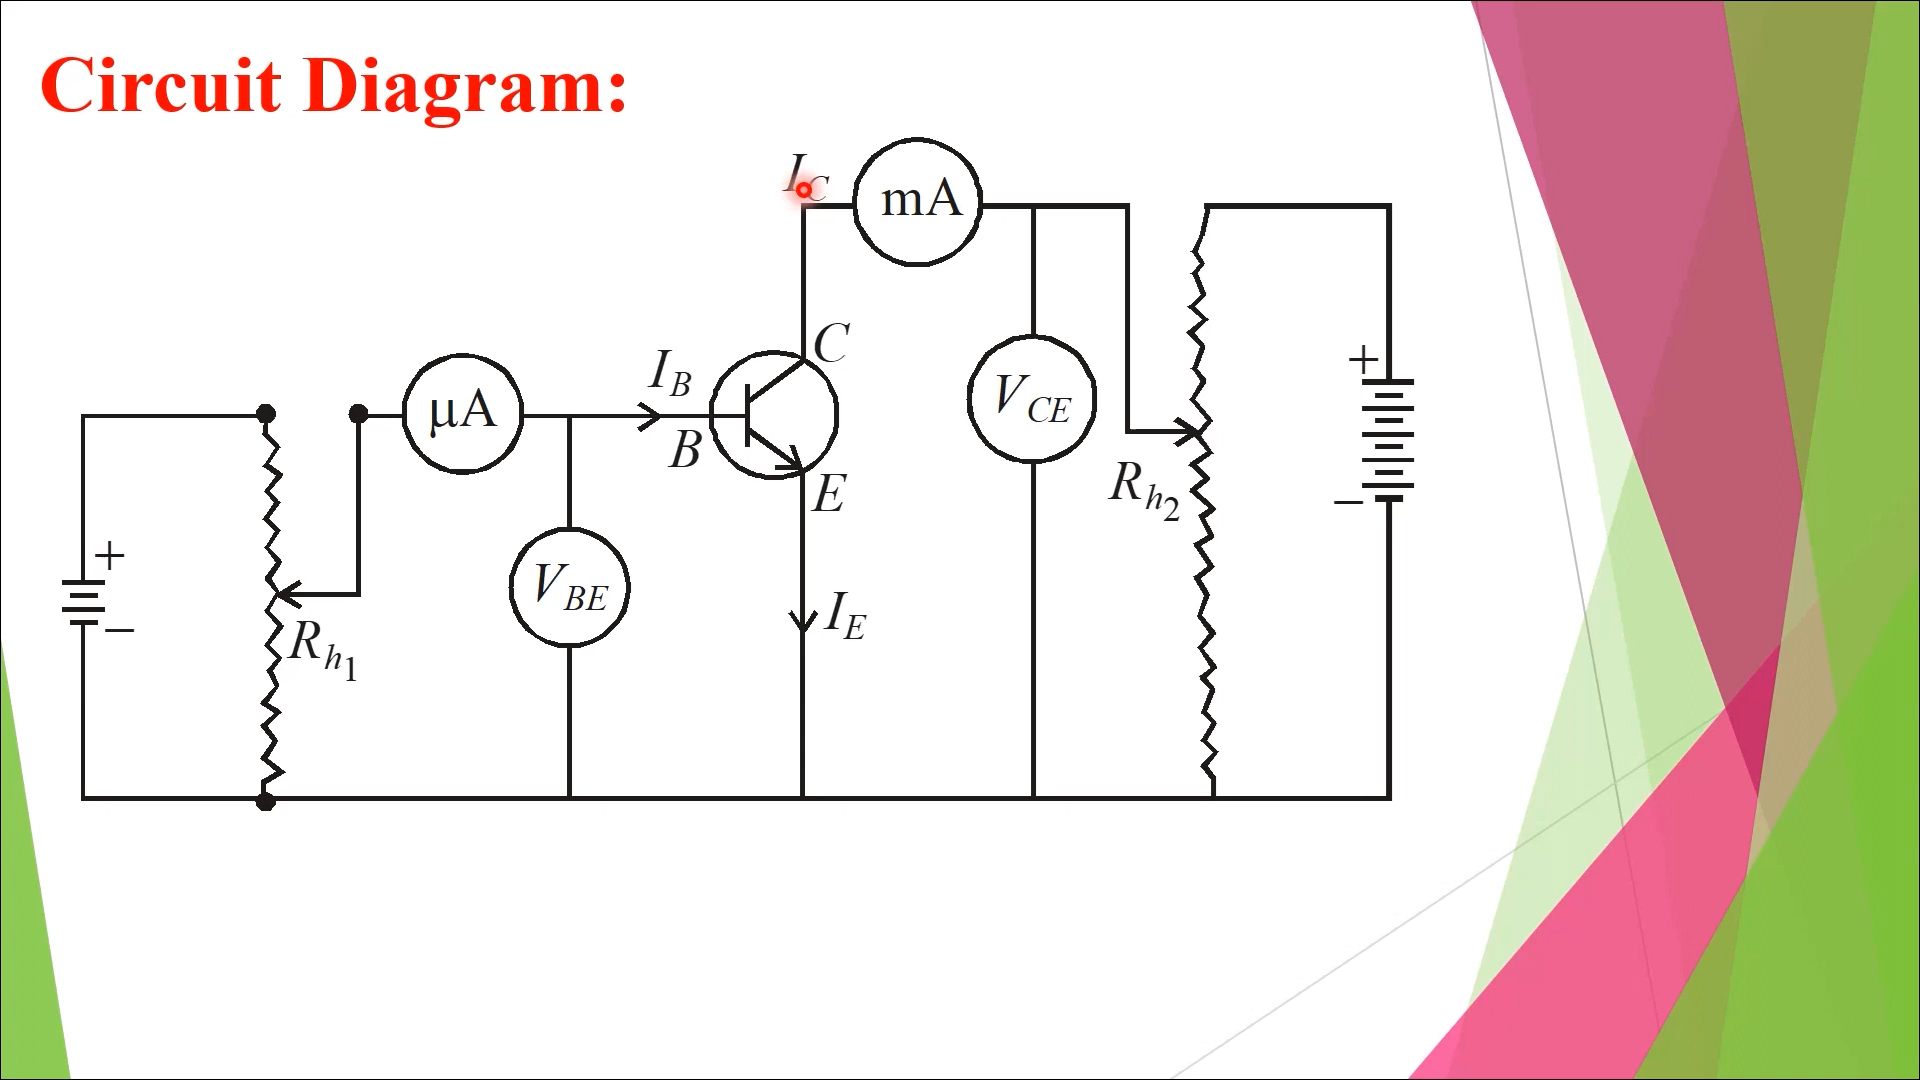 Circuit Diagram:
I_C
mA
C
+
I_B
V_CE
μA
B
E
R_h2
−
+
V_BE
I_E
−
R_h1